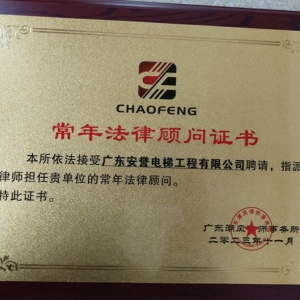 CHAOFENG
常年法律顾问证书
本所依法接受广东安誉电梯工程有限公司聘请，指派
律师担任贵单位的常年法律顾问。
特此证书。
广东潮众律师事务所
二〇二三年十一月